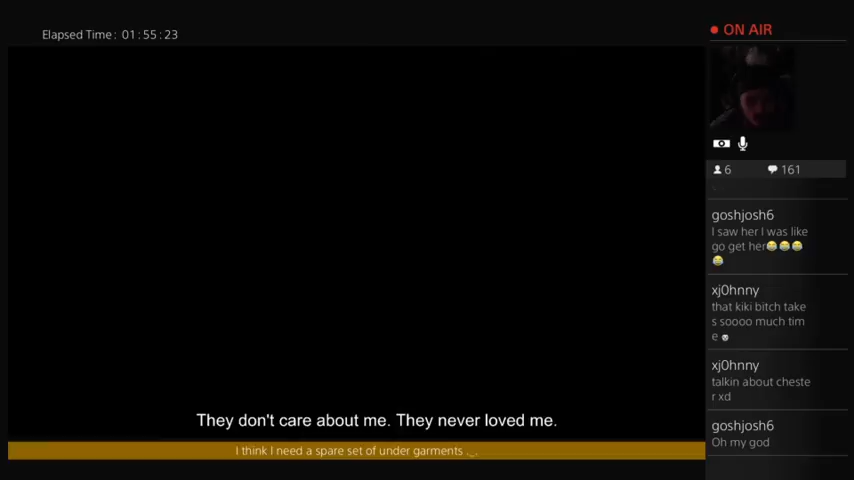 Elapsed Time: 01:55:23
ON AIR
6 161
goshjosh6
I saw her I was like
go get her😂😂😂
😂
xj0hnny
that kiki bitch take
s soooo much tim
e
xj0hnny
talkin about cheste
r xd
goshjosh6
Oh my god
They don't care about me. They never loved me.
I think I need a spare set of under garments ._.